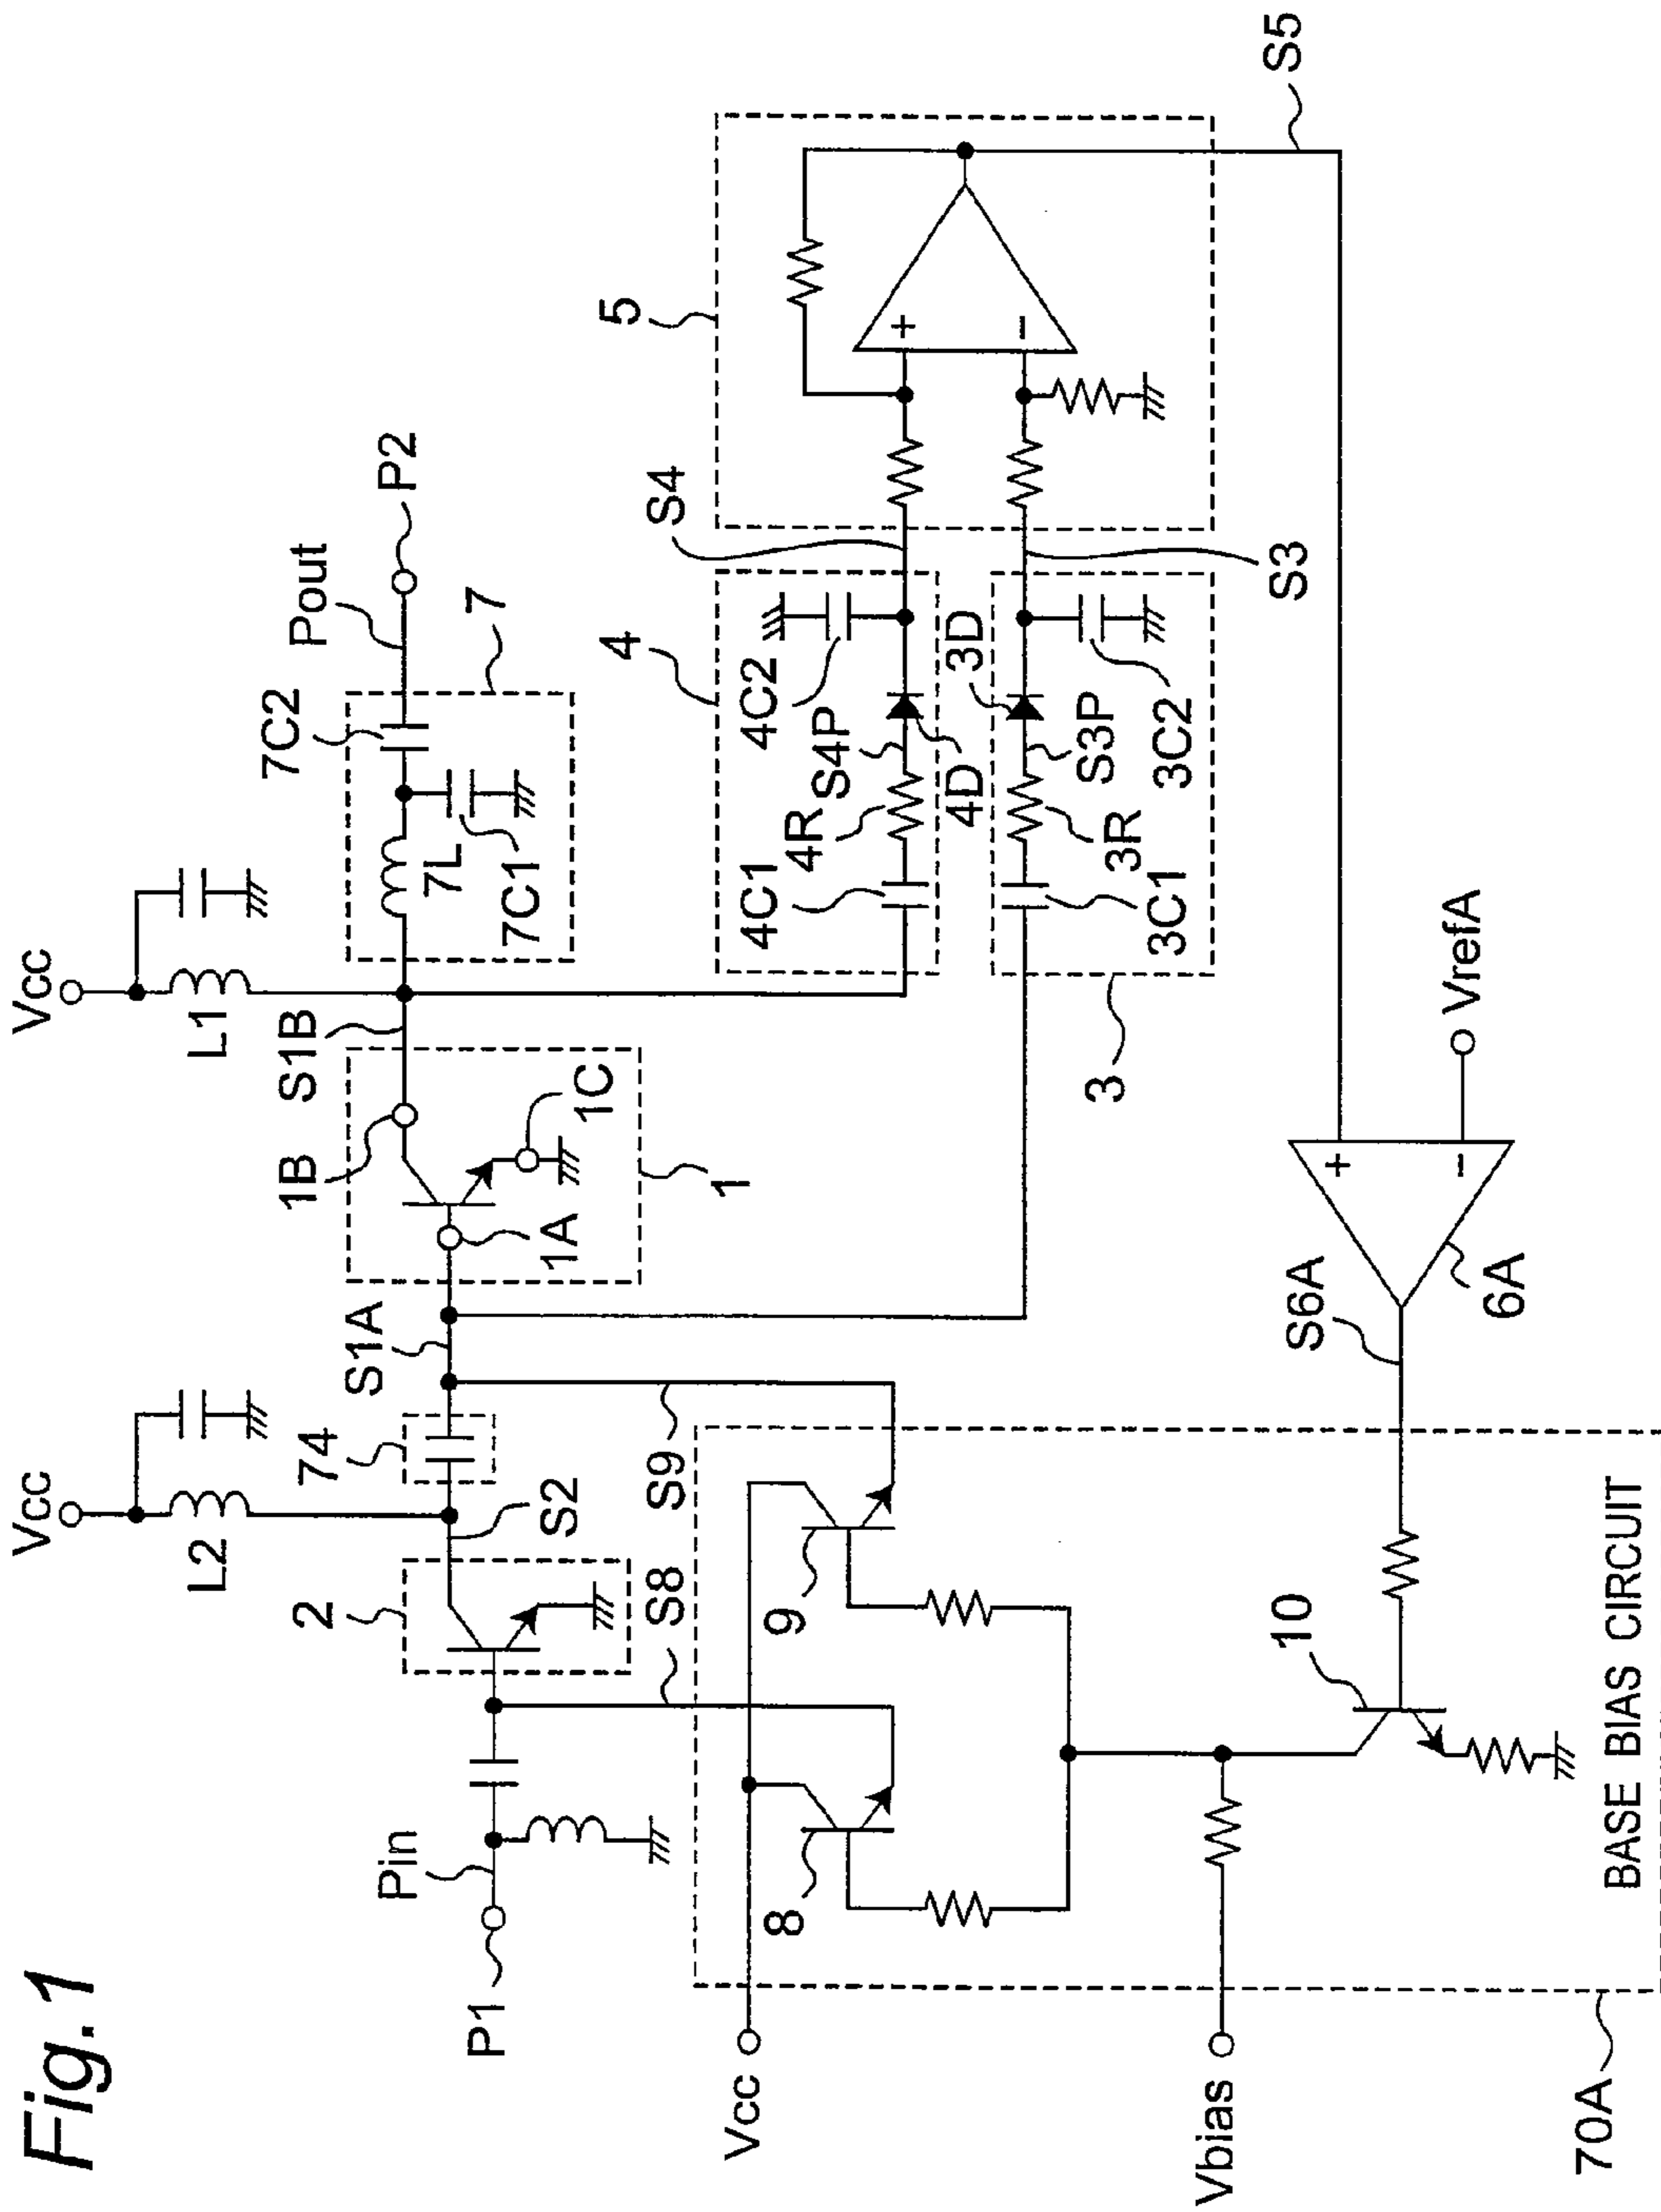 Fig.1
Vcc
Vcc
L2
L1
74
S1A
S1B
1B
1A
1C
1
7C2
7L
7C1
7
Pout
P2
P1
Pin
2
S2
S8
S9
4
4C1
4R
S4P
4C2
4D
S4
5
+
−
3
3C1
3R
S3P
3D
3C2
S3
S5
Vcc
8
9
10
Vbias
S6A
6A
+
−
VrefA
BASE BIAS CIRCUIT
70A